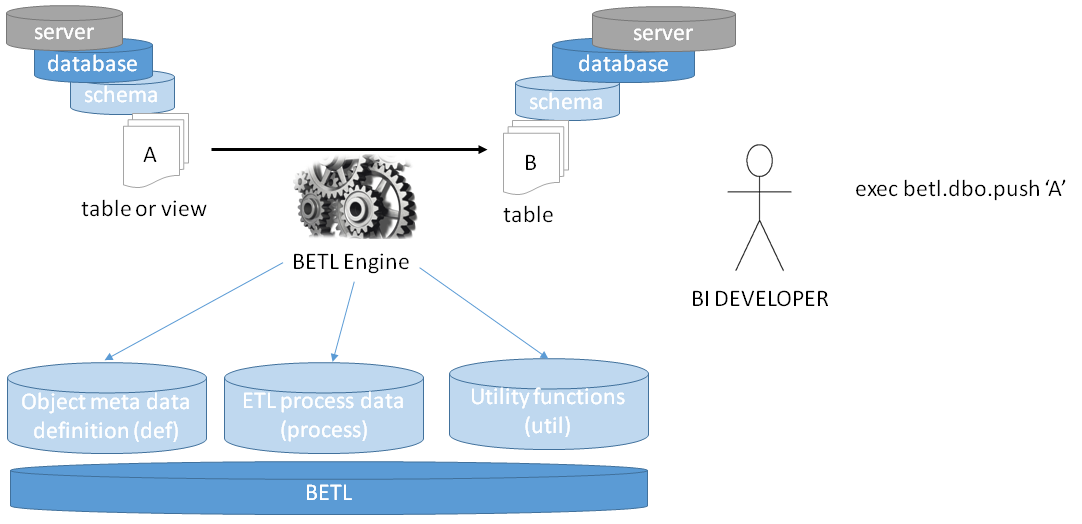 server
database
schema
A
table or view
server
database
schema
B
table
BETL Engine
exec betl.dbo.push ‘A’
BI DEVELOPER
Object meta data
definition (def)
ETL process data
(process)
Utility functions
(util)
BETL